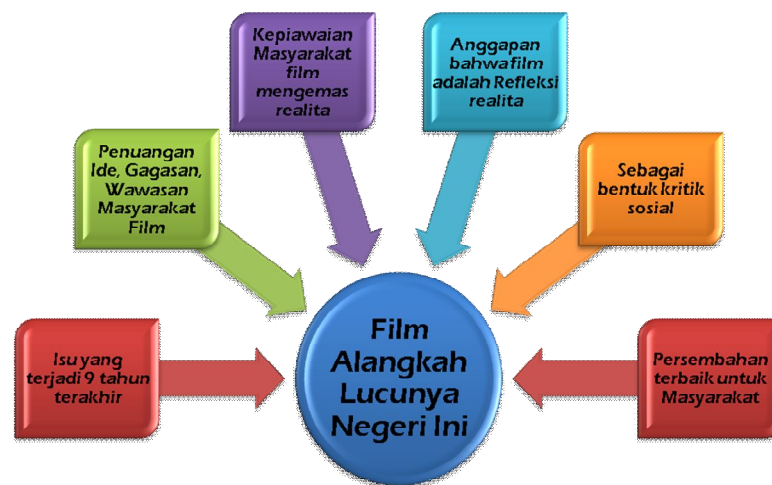 Kepiawaian
Masyarakat
film
mengemas
realita
Anggapan
bahwa film
adalah Refleksi
realita
Penuangan
Ide, Gagasan,
Wawasan
Masyarakat
Film
Sebagai
bentuk kritik
sosial
Isu yang
terjadi 9 tahun
terakhir
Film
Alangkah
Lucunya
Negeri Ini
Persembahan
terbaik untuk
Masyarakat